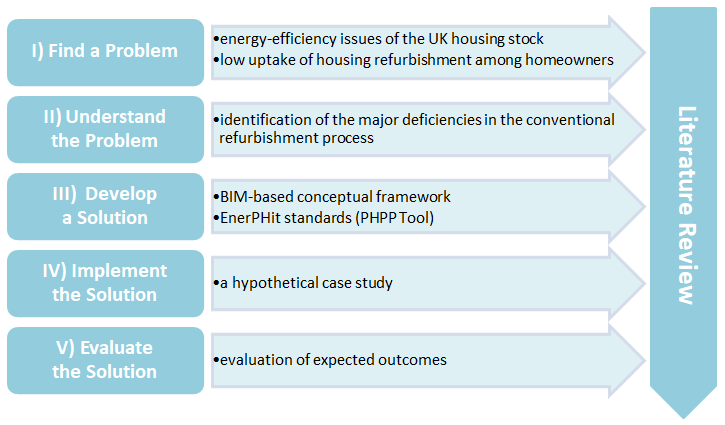 I) Find a Problem
•energy-efficiency issues of the UK housing stock
•low uptake of housing refurbishment among homeowners
II) Understand
the Problem
•identification of the major deficiencies in the conventional
refurbishment process
III) Develop
a Solution
•BIM-based conceptual framework
•EnerPHit standards (PHPP Tool)
IV) Implement
the Solution
•a hypothetical case study
V) Evaluate
the Solution
•evaluation of expected outcomes
Literature Review